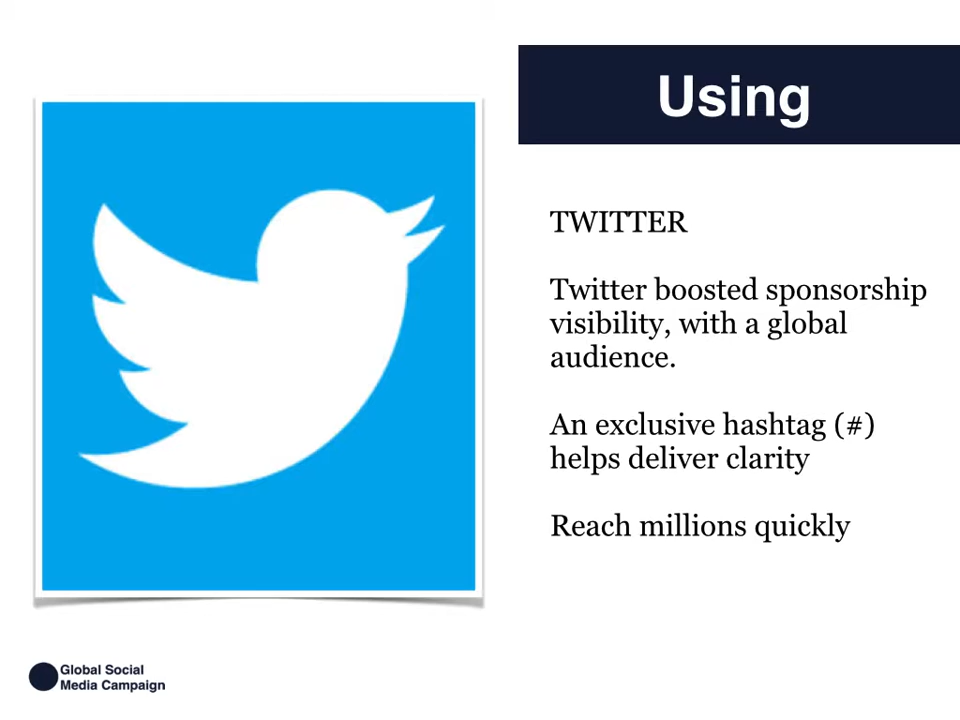 Using
TWITTER
Twitter boosted sponsorship
visibility, with a global
audience.
An exclusive hashtag (#)
helps deliver clarity
Reach millions quickly
Global Social
Media Campaign